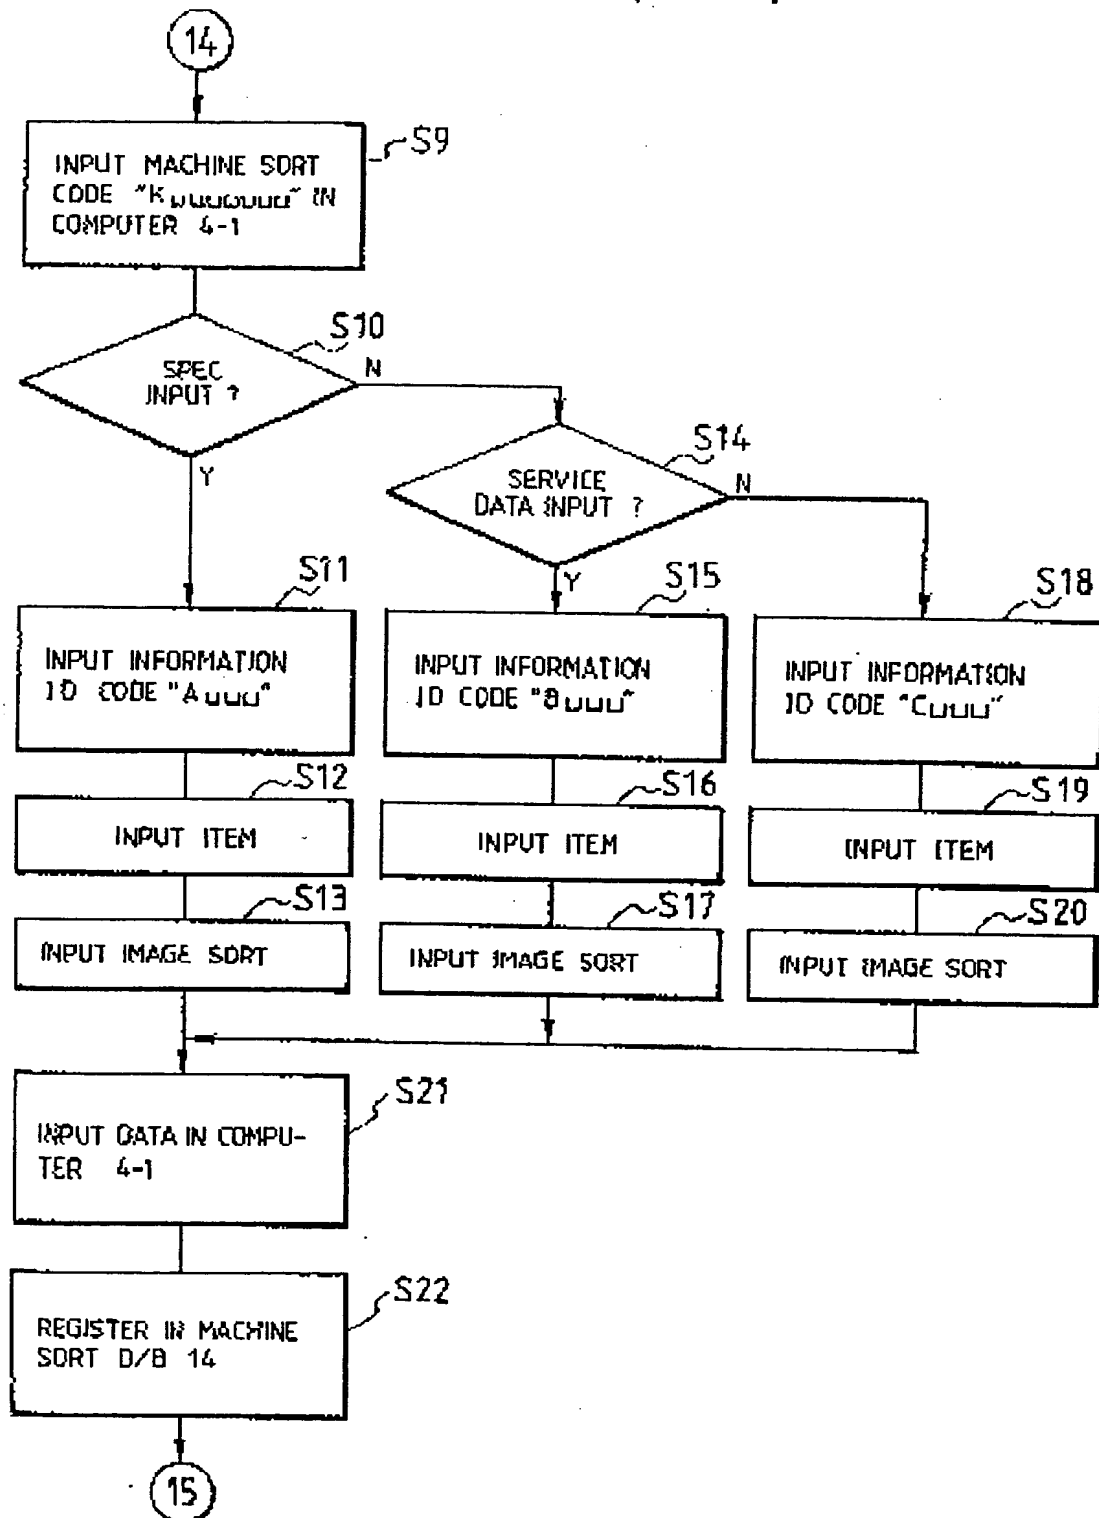 14
S9
INPUT MACHINE SORT
CODE "K␣␣␣␣␣␣␣" IN
COMPUTER 4-1
S10
SPEC
INPUT ?
N
Y
S14
SERVICE
DATA INPUT ?
N
Y
S11
INPUT INFORMATION
ID CODE "A␣␣␣"
S15
INPUT INFORMATION
ID CODE "B␣␣␣"
S18
INPUT INFORMATION
ID CODE "C␣␣␣"
S12
INPUT ITEM
S16
INPUT ITEM
S19
INPUT ITEM
S13
INPUT IMAGE SORT
S17
INPUT IMAGE SORT
S20
INPUT IMAGE SORT
S21
INPUT DATA IN COMPU-
TER 4-1
S22
REGISTER IN MACHINE
SORT D/B 14
15